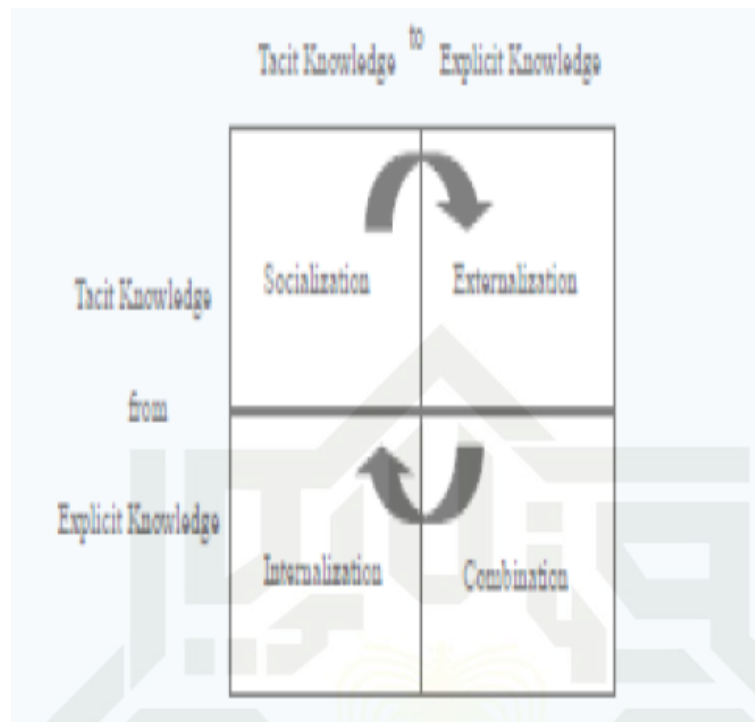 to
Tacit Knowledge Explicit Knowledge
Socialization Externalization
Tacit Knowledge
from
Explicit Knowledge
Internalization Combination